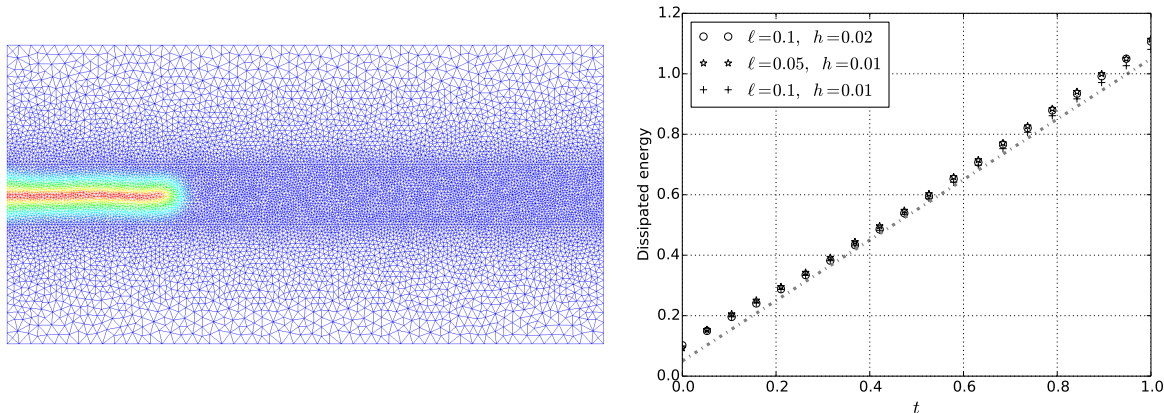 1.2
1.0
0.8
0.6
0.4
0.2
0.0
Dissipated energy
ℓ=0.1, h=0.02
ℓ=0.05, h=0.01
ℓ=0.1, h=0.01
0.0 0.2 0.4 0.6 0.8 1.0
t